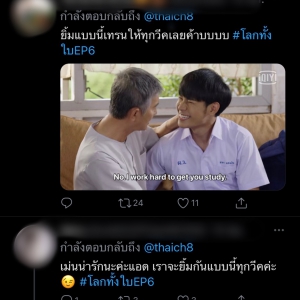 กำลังตอบกลับถึง @thaich8
ยิ้มแบบนี้เทรนให้ทุกวีคเลยค้าบบบบ #โลกทั้ง
ใบEP6
VIU
No, I work hard to get you study.
24
11
กำลังตอบกลับถึง @thaich8
เม่นน่ารักนะค่ะแอด เราจะยิ้มกันแบบนี้ทุกวีคค่ะ
😉 #โลกทั้งใบEP6